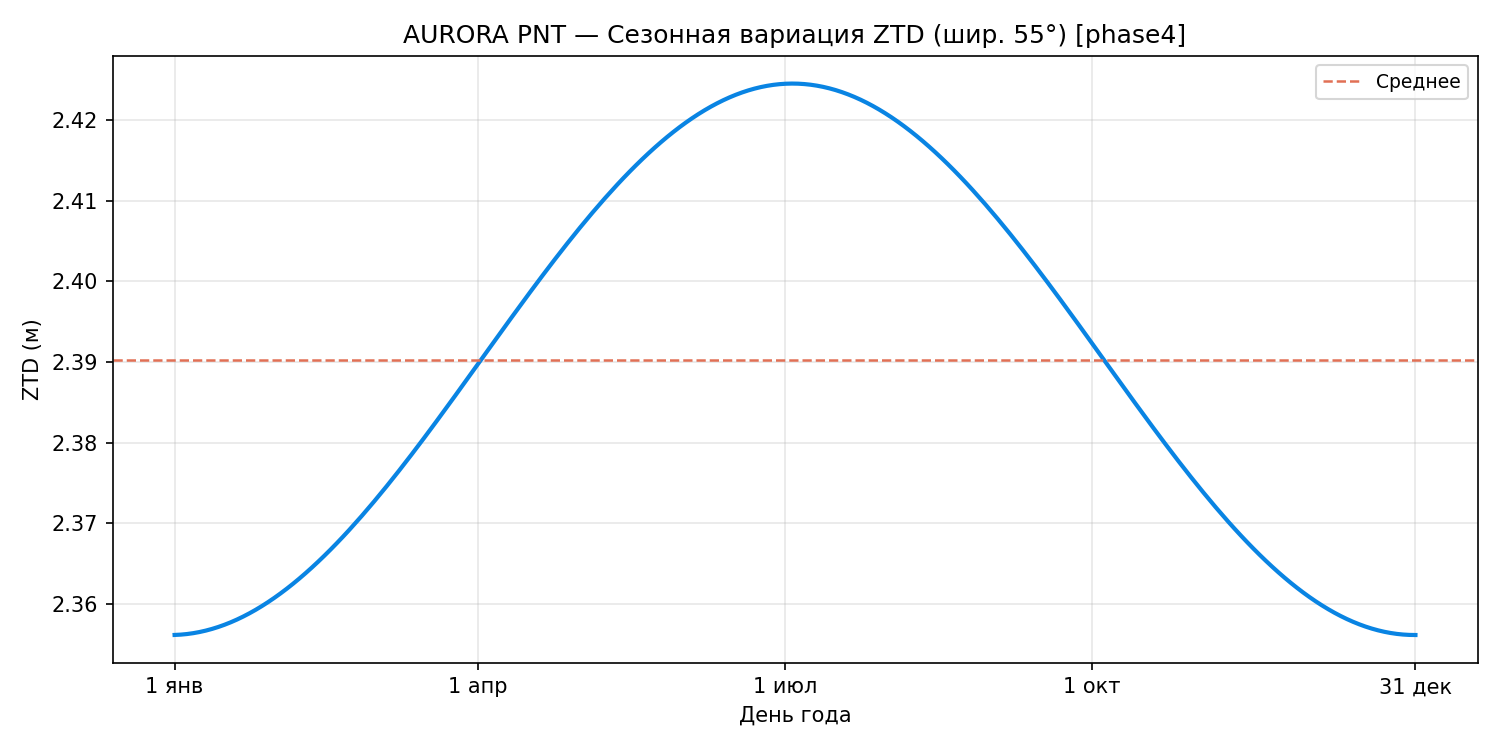 AURORA PNT — Сезонная вариация ZTD (шир. 55°) [phase4]
Среднее
ZTD (м)
2.42
2.41
2.40
2.39
2.38
2.37
2.36
1 янв
1 апр
1 июл
1 окт
31 дек
День года